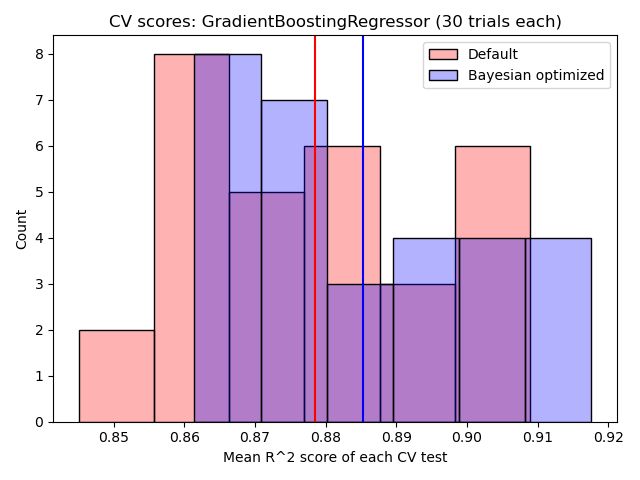 CV scores: GradientBoostingRegressor (30 trials each)
Default
Bayesian optimized
8
7
6
5
4
3
2
1
0
Count
0.85 0.86 0.87 0.88 0.89 0.90 0.91 0.92
Mean R^2 score of each CV test